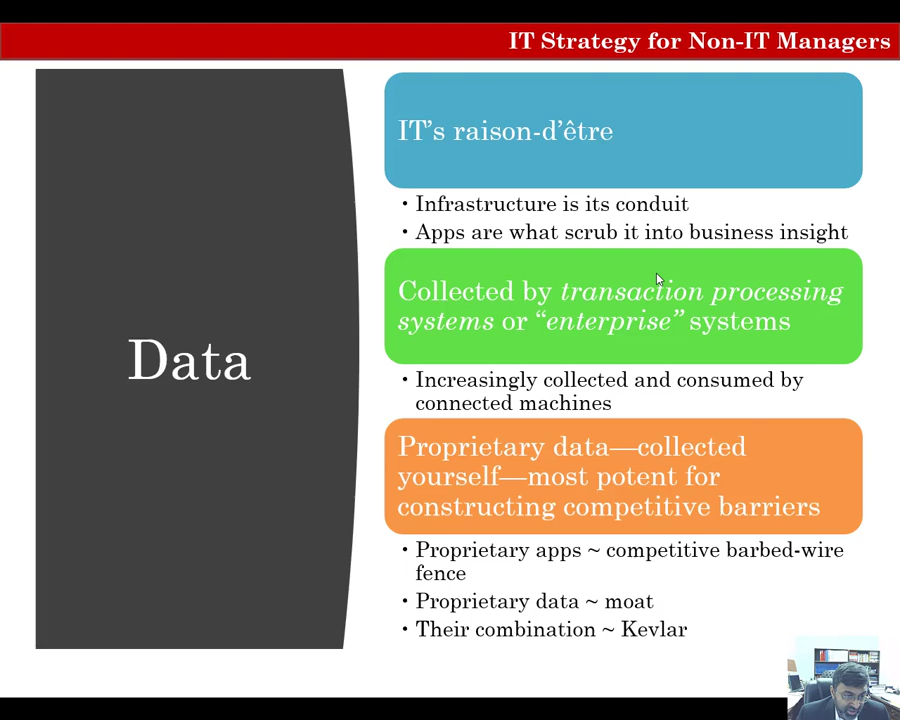 IT Strategy for Non-IT Managers
Data
IT’s raison-d’être
• Infrastructure is its conduit
• Apps are what scrub it into business insight
Collected by transaction processing
systems or “enterprise” systems
• Increasingly collected and consumed by
connected machines
Proprietary data—collected
yourself—most potent for
constructing competitive barriers
• Proprietary apps ~ competitive barbed-wire
fence
• Proprietary data ~ moat
• Their combination ~ Kevlar